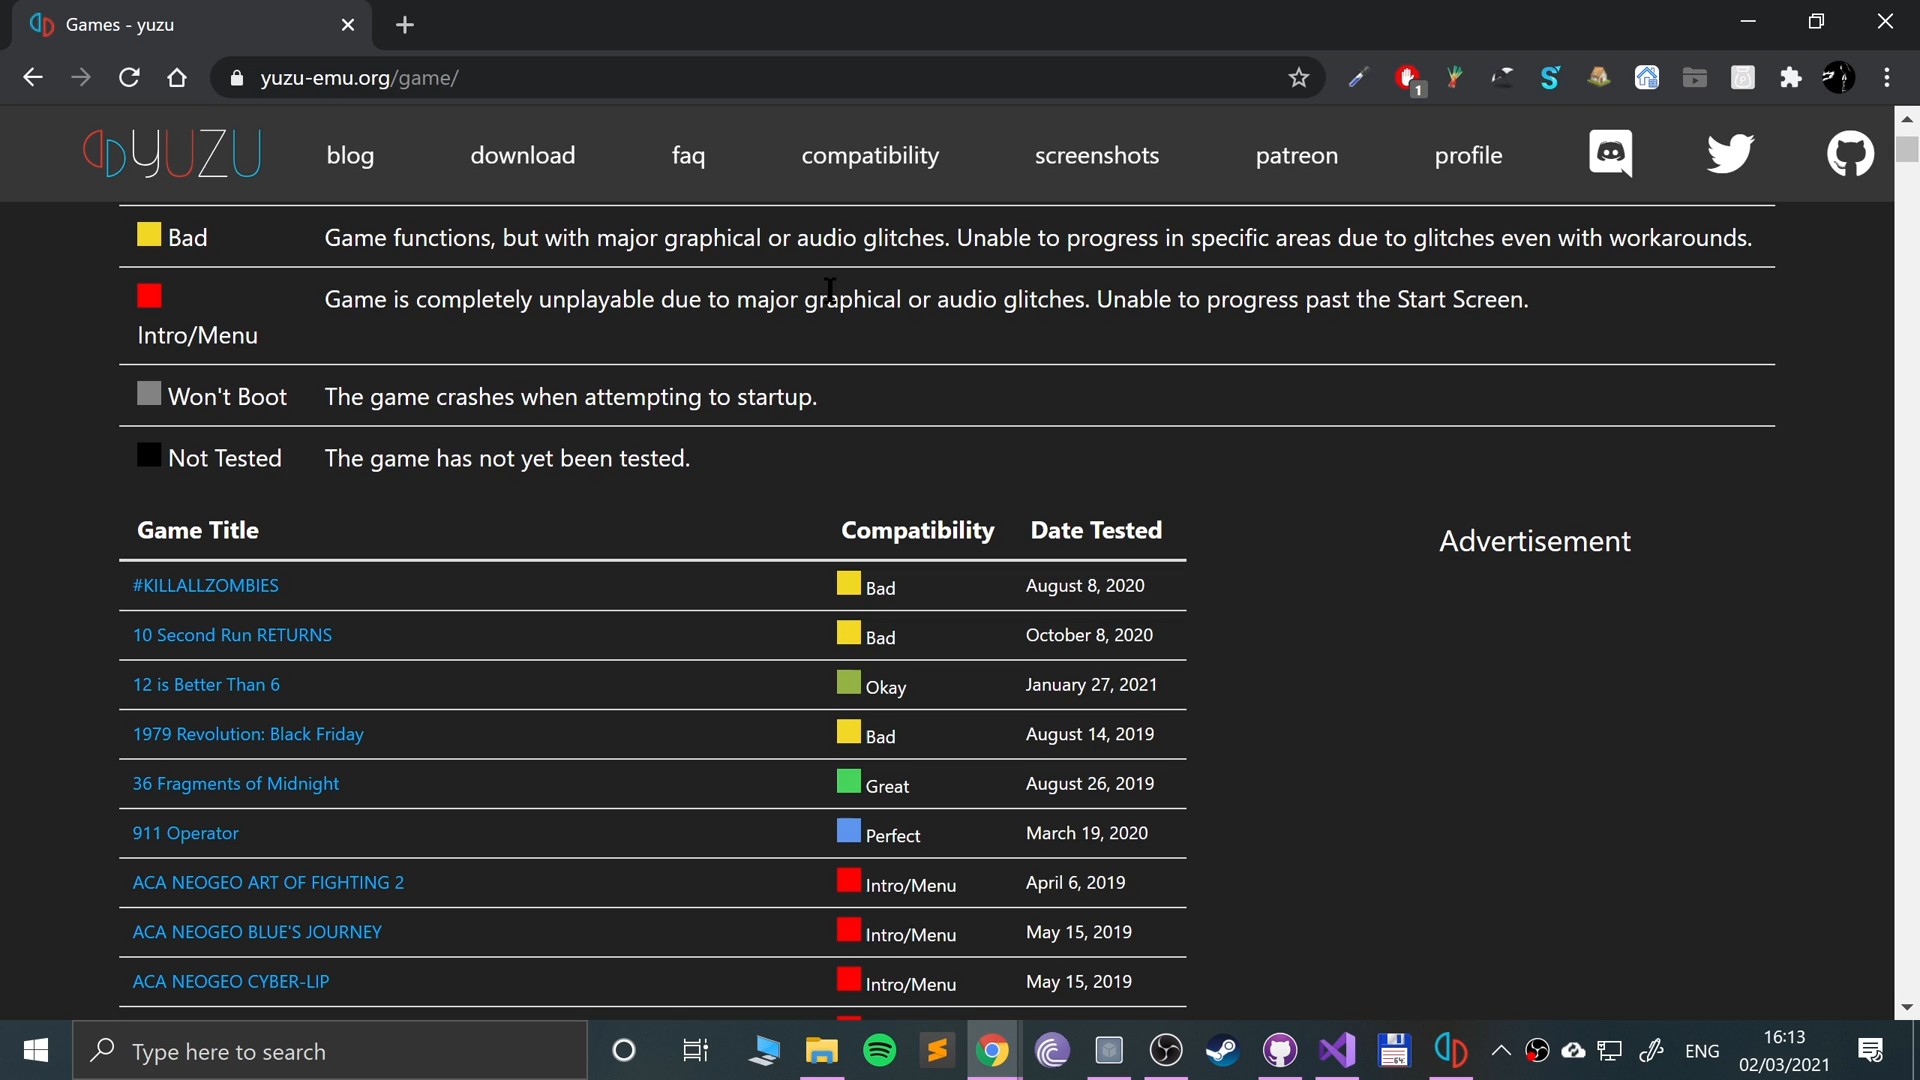 Games - yuzu
yuzu-emu.org/game/
1
YUZU blog download faq compatibility screenshots patreon profile
Bad Game functions, but with major graphical or audio glitches. Unable to progress in specific areas due to glitches even with workarounds.
Intro/Menu Game is completely unplayable due to major graphical or audio glitches. Unable to progress past the Start Screen.
Won't Boot The game crashes when attempting to startup.
Not Tested The game has not yet been tested.
Game Title Compatibility Date Tested
Advertisement
#KILLALLZOMBIES Bad August 8, 2020
10 Second Run RETURNS Bad October 8, 2020
12 is Better Than 6 Okay January 27, 2021
1979 Revolution: Black Friday Bad August 14, 2019
36 Fragments of Midnight Great August 26, 2019
911 Operator Perfect March 19, 2020
ACA NEOGEO ART OF FIGHTING 2 Intro/Menu April 6, 2019
ACA NEOGEO BLUE'S JOURNEY Intro/Menu May 15, 2019
ACA NEOGEO CYBER-LIP Intro/Menu May 15, 2019
Type here to search
64
ENG
16:13
02/03/2021